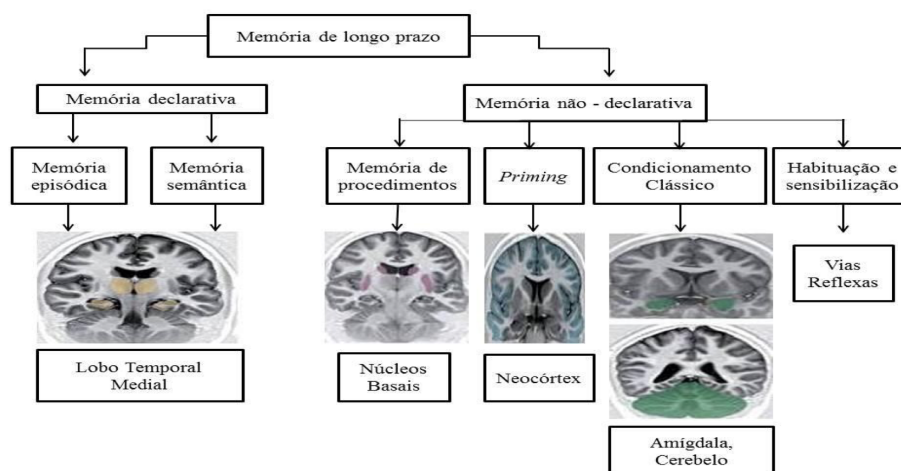 Memória de longo prazo
Memória declarativa
Memória não - declarativa
Memória
episódica
Memória
semântica
Memória de
procedimentos
Priming
Condicionamento
Clássico
Habituação e
sensibilização
Vias
Reflexas
Lobo Temporal
Medial
Núcleos
Basais
Neocórtex
Amígdala,
Cerebelo